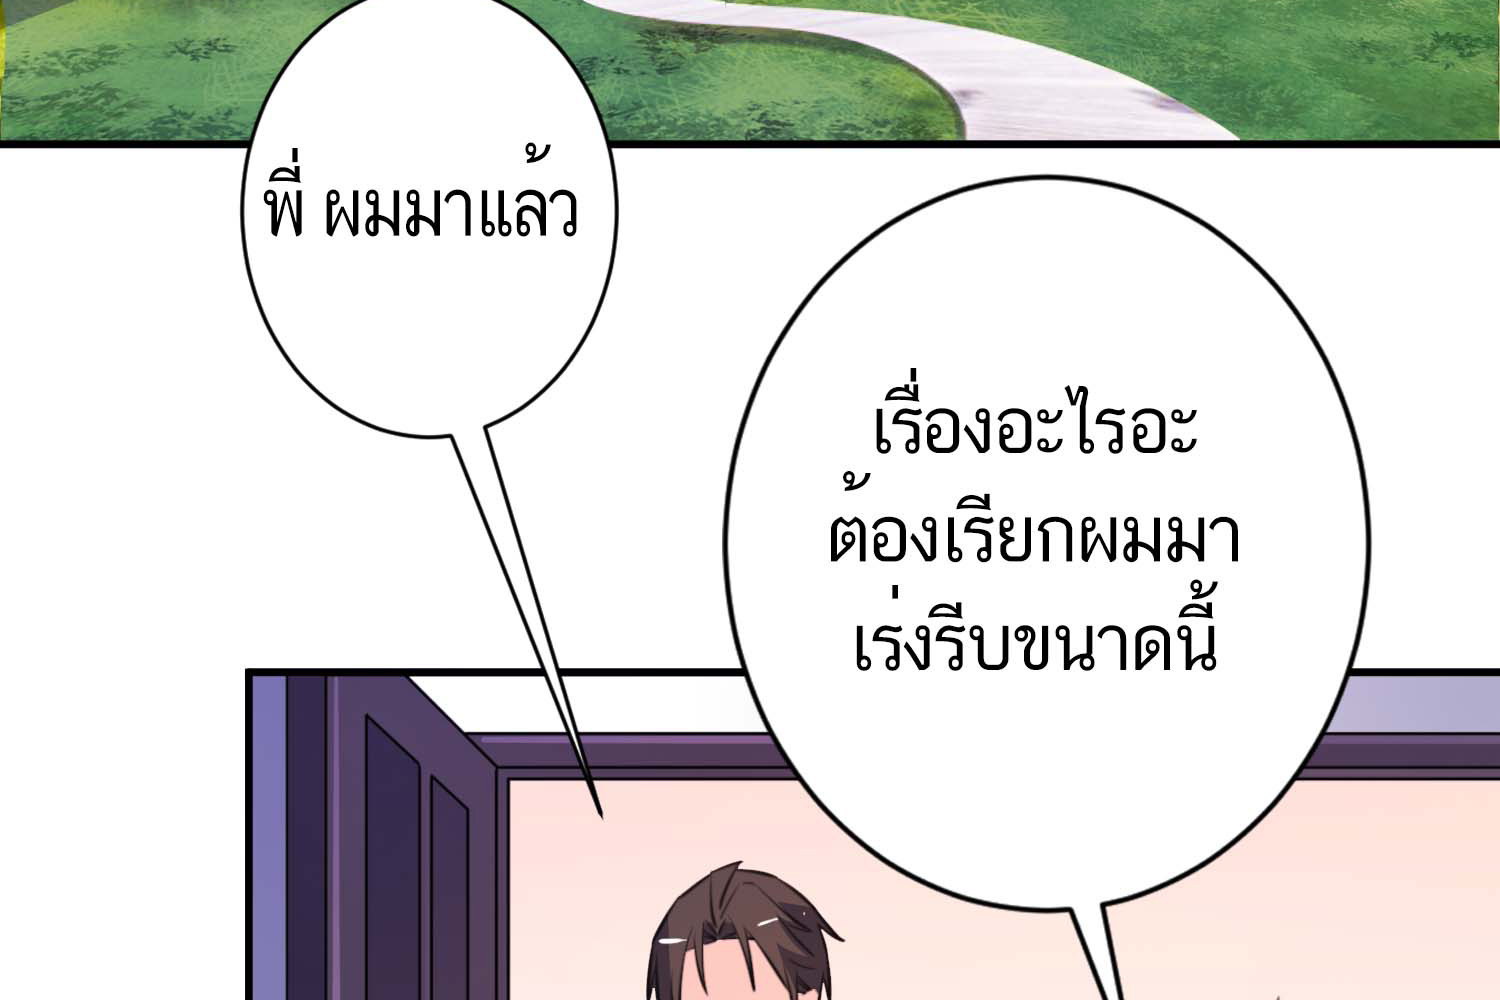 พี่ ผมมาแล้ว
เรื่องอะไรอะ
ต้องเรียกผมมา
เร่งรีบขนาดนี้